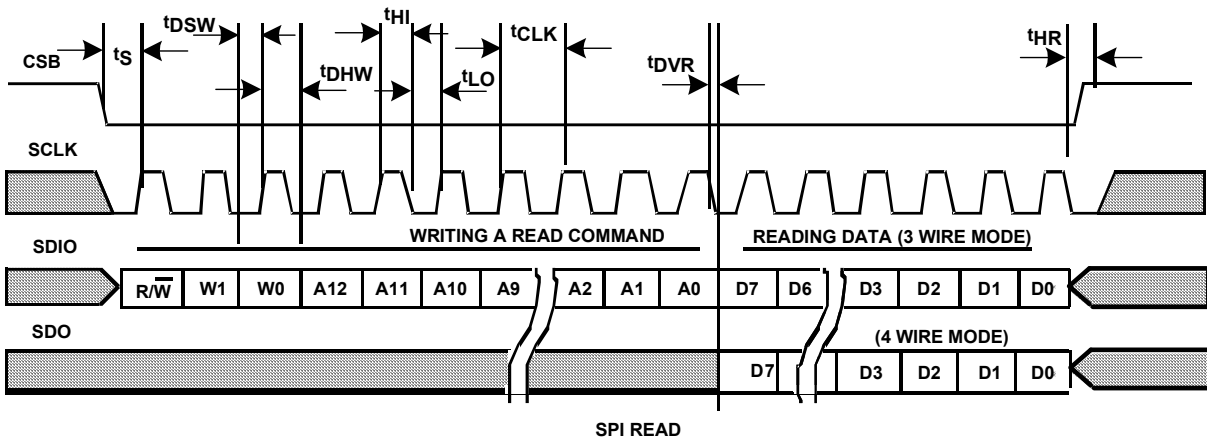 tDSW tHI tCLK tHR
CSB tS tDHW tLO tDVR
SCLK
SDIO WRITING A READ COMMAND READING DATA (3 WIRE MODE)
R/W W1 W0 A12 A11 A10 A9 A2 A1 A0 D7 D6 D3 D2 D1 D0
SDO (4 WIRE MODE)
D7 D3 D2 D1 D0
SPI READ